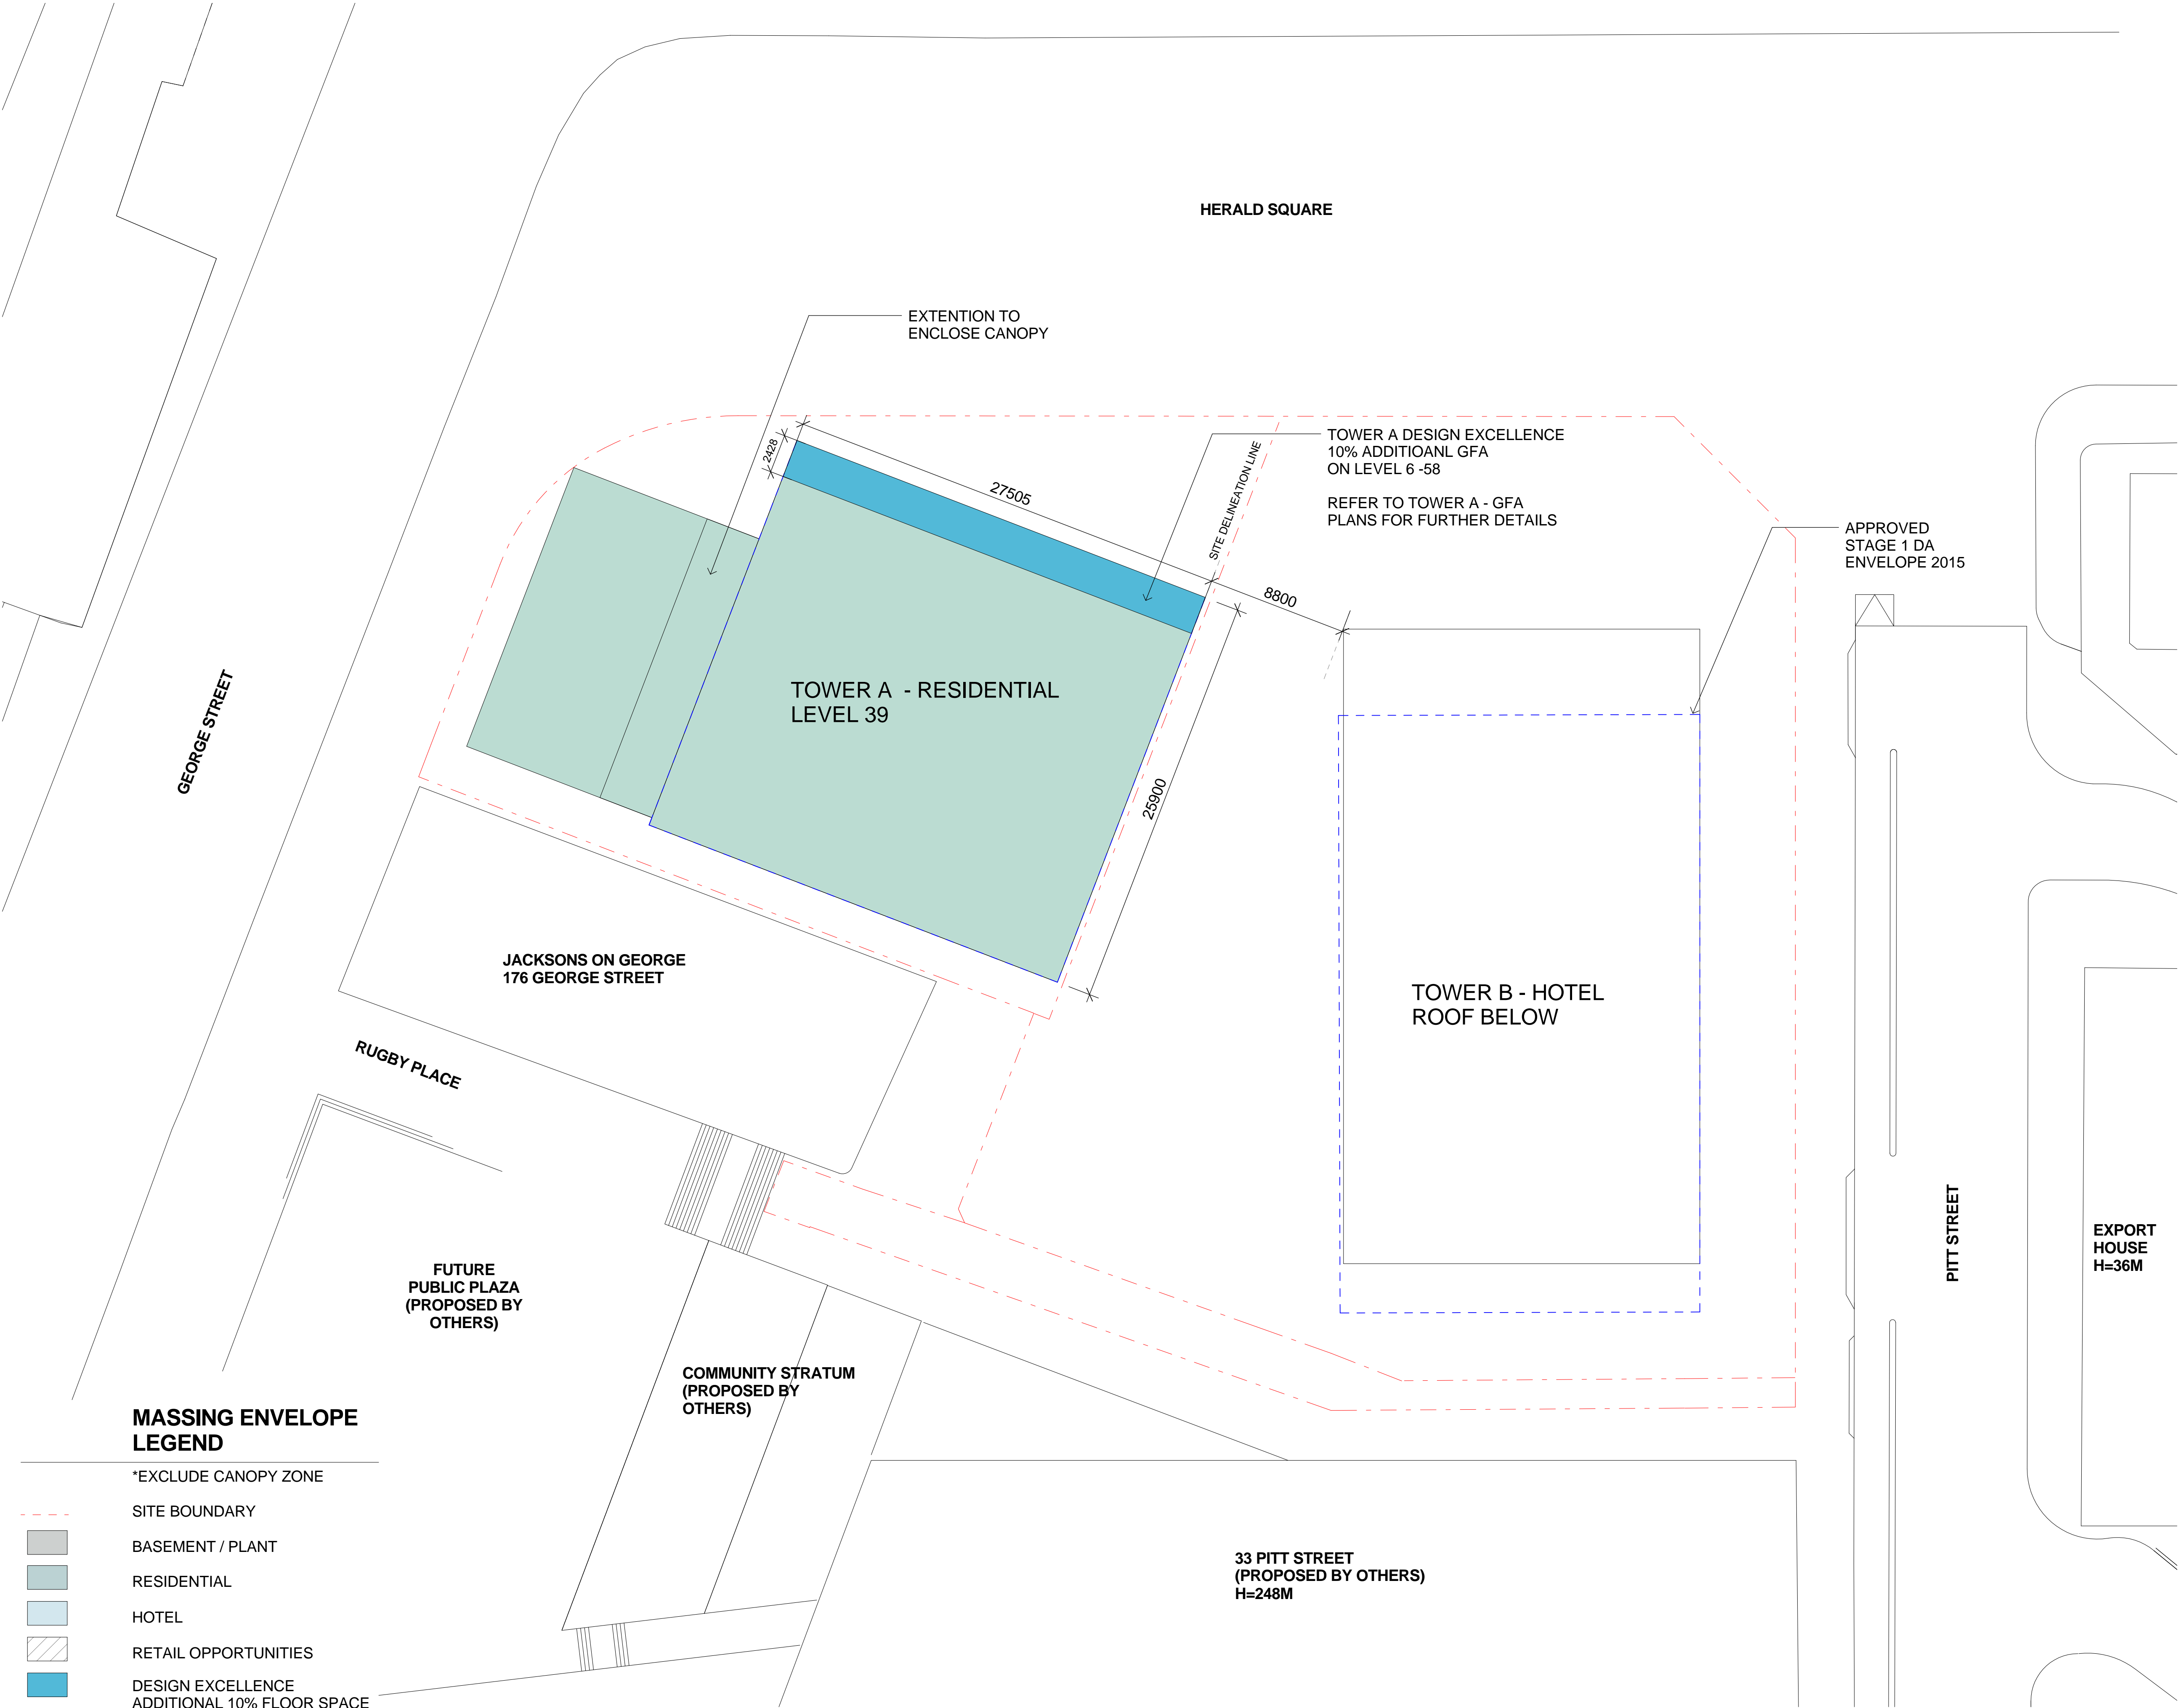 HERALD SQUARE
EXTENTION TO
ENCLOSE CANOPY
2428
27505
SITE DELINEATION LINE
TOWER A DESIGN EXCELLENCE
10% ADDITIOANL GFA
ON LEVEL 6 -58
REFER TO TOWER A - GFA
PLANS FOR FURTHER DETAILS
APPROVED
STAGE 1 DA
ENVELOPE 2015
8800
TOWER A - RESIDENTIAL
LEVEL 39
GEORGE STREET
25900
JACKSONS ON GEORGE
176 GEORGE STREET
TOWER B - HOTEL
ROOF BELOW
RUGBY PLACE
PITT STREET
EXPORT
HOUSE
H=36M
FUTURE
PUBLIC PLAZA
(PROPOSED BY
OTHERS)
COMMUNITY STRATUM
(PROPOSED BY
OTHERS)
33 PITT STREET
(PROPOSED BY OTHERS)
H=248M
MASSING ENVELOPE
LEGEND
*EXCLUDE CANOPY ZONE
SITE BOUNDARY
BASEMENT / PLANT
RESIDENTIAL
HOTEL
RETAIL OPPORTUNITIES
DESIGN EXCELLENCE
ADDITIONAL 10% FLOOR SPACE